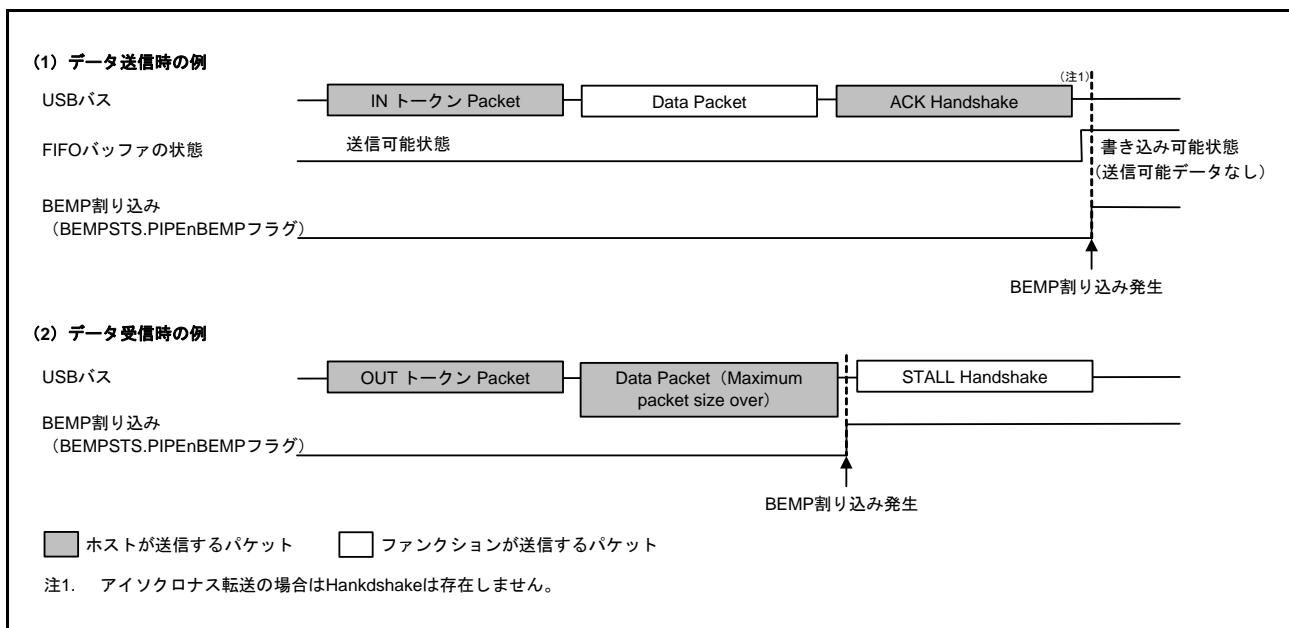 (1) データ送信時の例
(注1)
USBバス
IN トークン Packet
Data Packet
ACK Handshake
FIFOバッファの状態
送信可能状態
書き込み可能状態
(送信可能データなし)
BEMP割り込み
(BEMPSTS.PIPEnBEMPフラグ)
BEMP割り込み発生
(2) データ受信時の例
USBバス
OUT トークン Packet
Data Packet(Maximum
packet size over)
STALL Handshake
BEMP割り込み
(BEMPSTS.PIPEnBEMPフラグ)
BEMP割り込み発生
ホストが送信するパケット
ファンクションが送信するパケット
注1. アイソクロナス転送の場合はHankdshakeは存在しません。